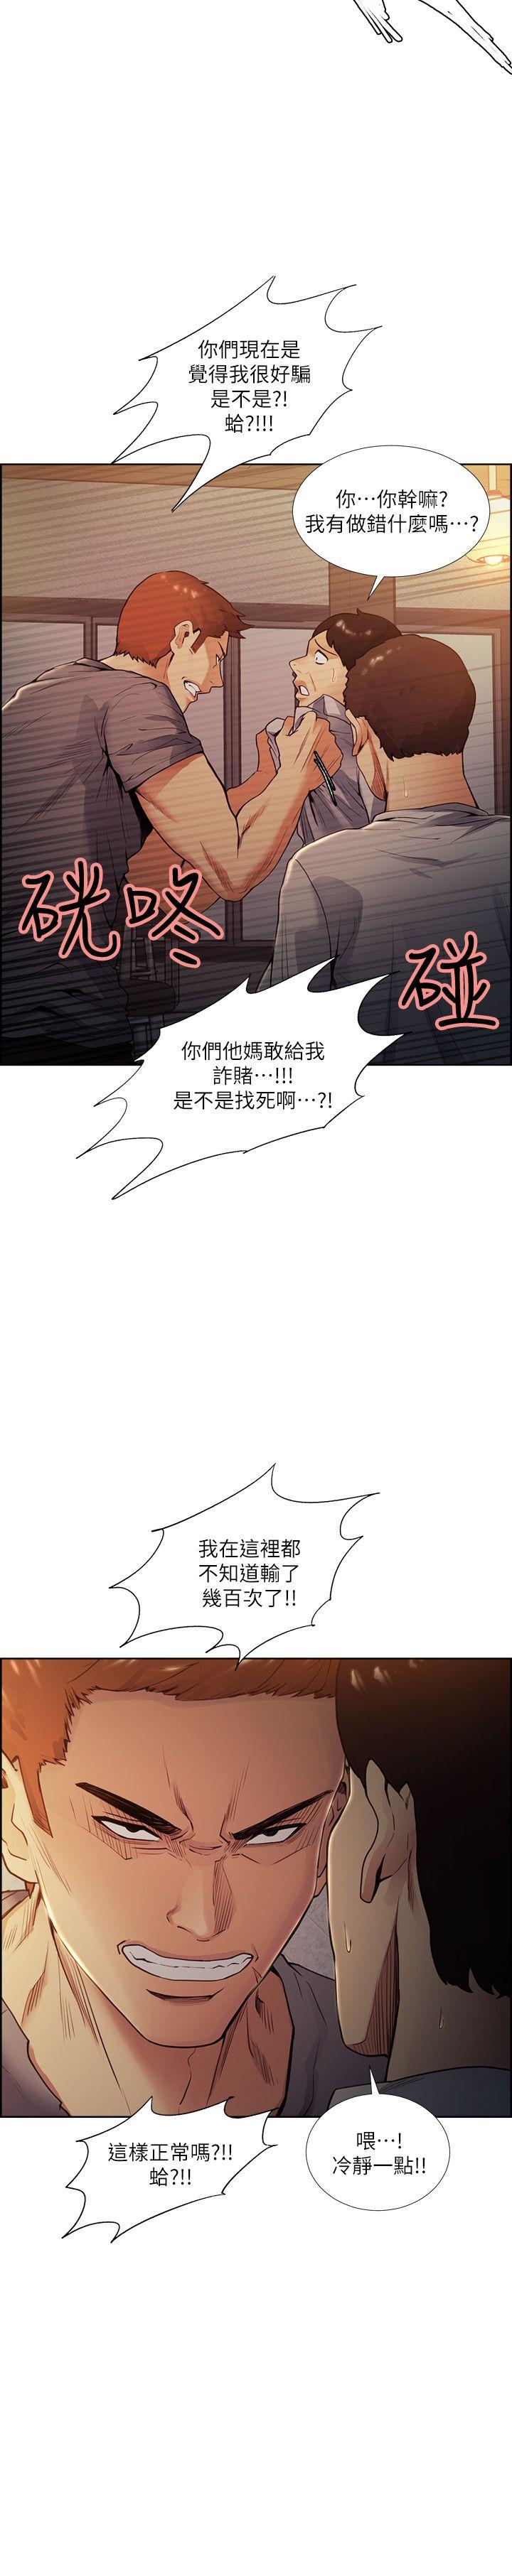 你們現在是
覺得我很好騙
是不是?!
蛤?!!!
你⋯你幹嘛?
我有做錯什麼嗎⋯?
硄咚
碰
你們他媽敢給我
詐賭⋯!!!
是不是找死啊⋯?!
我在這裡都
不知道輸了
幾百次了!!
這樣正常嗎?!!
蛤?!!
喂⋯!
冷靜一點!!